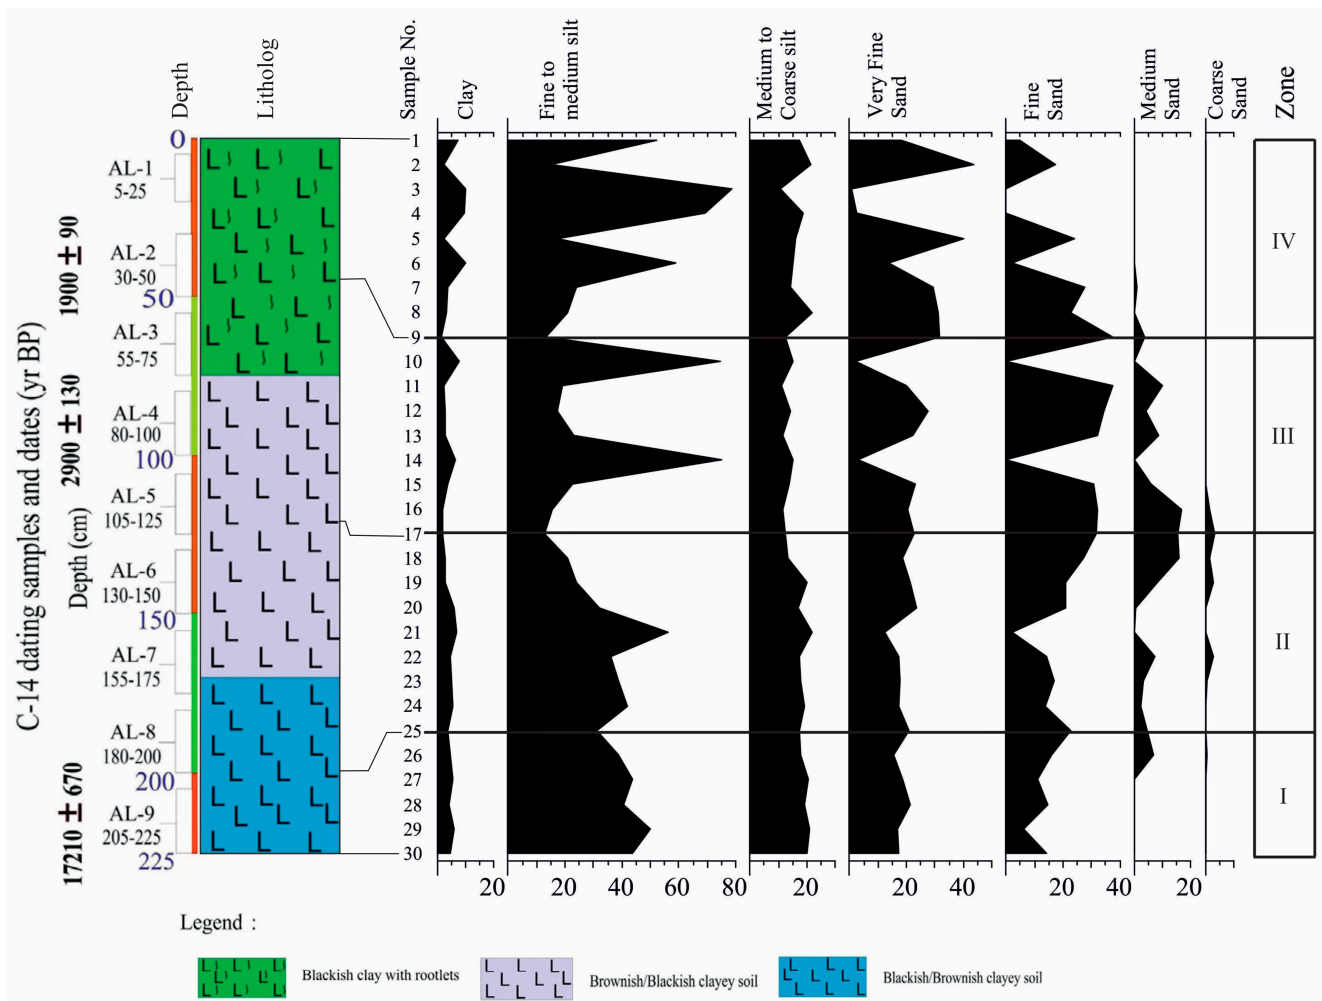 Depth
Litholog
Sample No.
Clay
Fine to
medium silt
Medium to
Coarse silt
Very Fine
Sand
Fine
Sand
Medium
Sand
Coarse
Sand
Zone
C-14 dating samples and dates (yr BP)
1900 ± 90
2900 ± 130
17210 ± 670
Depth (cm)
0
50
100
150
200
225
AL-1
5-25
AL-2
30-50
AL-3
55-75
AL-4
80-100
AL-5
105-125
AL-6
130-150
AL-7
155-175
AL-8
180-200
AL-9
205-225
1
2
3
4
5
6
7
8
9
10
11
12
13
14
15
16
17
18
19
20
21
22
23
24
25
26
27
28
29
30
IV
III
II
I
20
20 40 60 80
20
20 40
20 40
20
Legend :
Blackish clay with rootlets
Brownish/Blackish clayey soil
Blackish/Brownish clayey soil